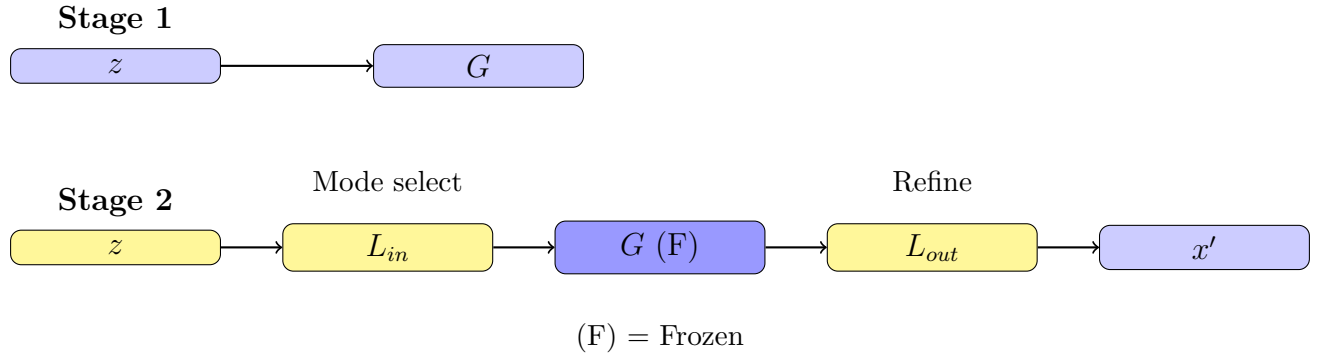 Stage 1
z
G
Mode select
Refine
Stage 2
z
L_in
G (F)
L_out
x′
(F) = Frozen